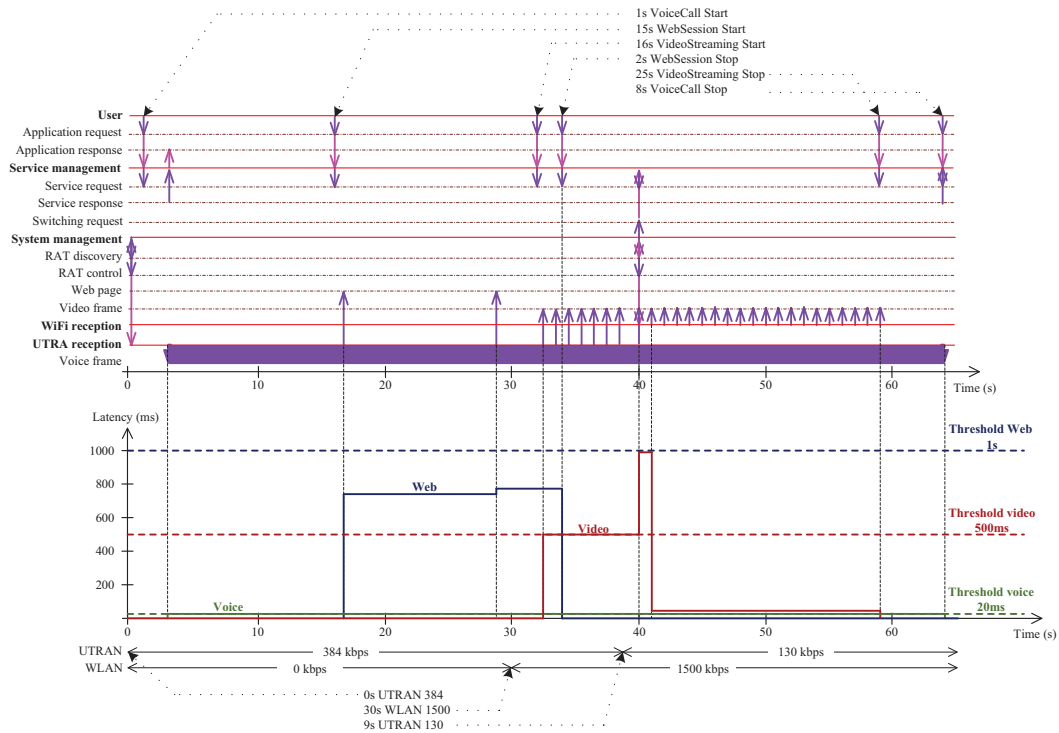 1s VoiceCall Start
15s WebSession Start
16s VideoStreaming Start
2s WebSession Stop
25s VideoStreaming Stop
8s VoiceCall Stop
User
Application request
Application response
Service management
Service request
Service response
Switching request
System management
RAT discovery
RAT control
Web page
Video frame
WiFi reception
UTRA reception
Voice frame
0 10 20 30 40 50 60 Time (s)
Latency (ms)
1000
800
600
400
200
Threshold Web
1s
Web
Threshold video
500ms
Video
Threshold voice
20ms
Voice
0 10 20 30 40 50 60 Time (s)
UTRAN 384 kbps 130 kbps
WLAN 0 kbps 1500 kbps
0s UTRAN 384
30s WLAN 1500
9s UTRAN 130